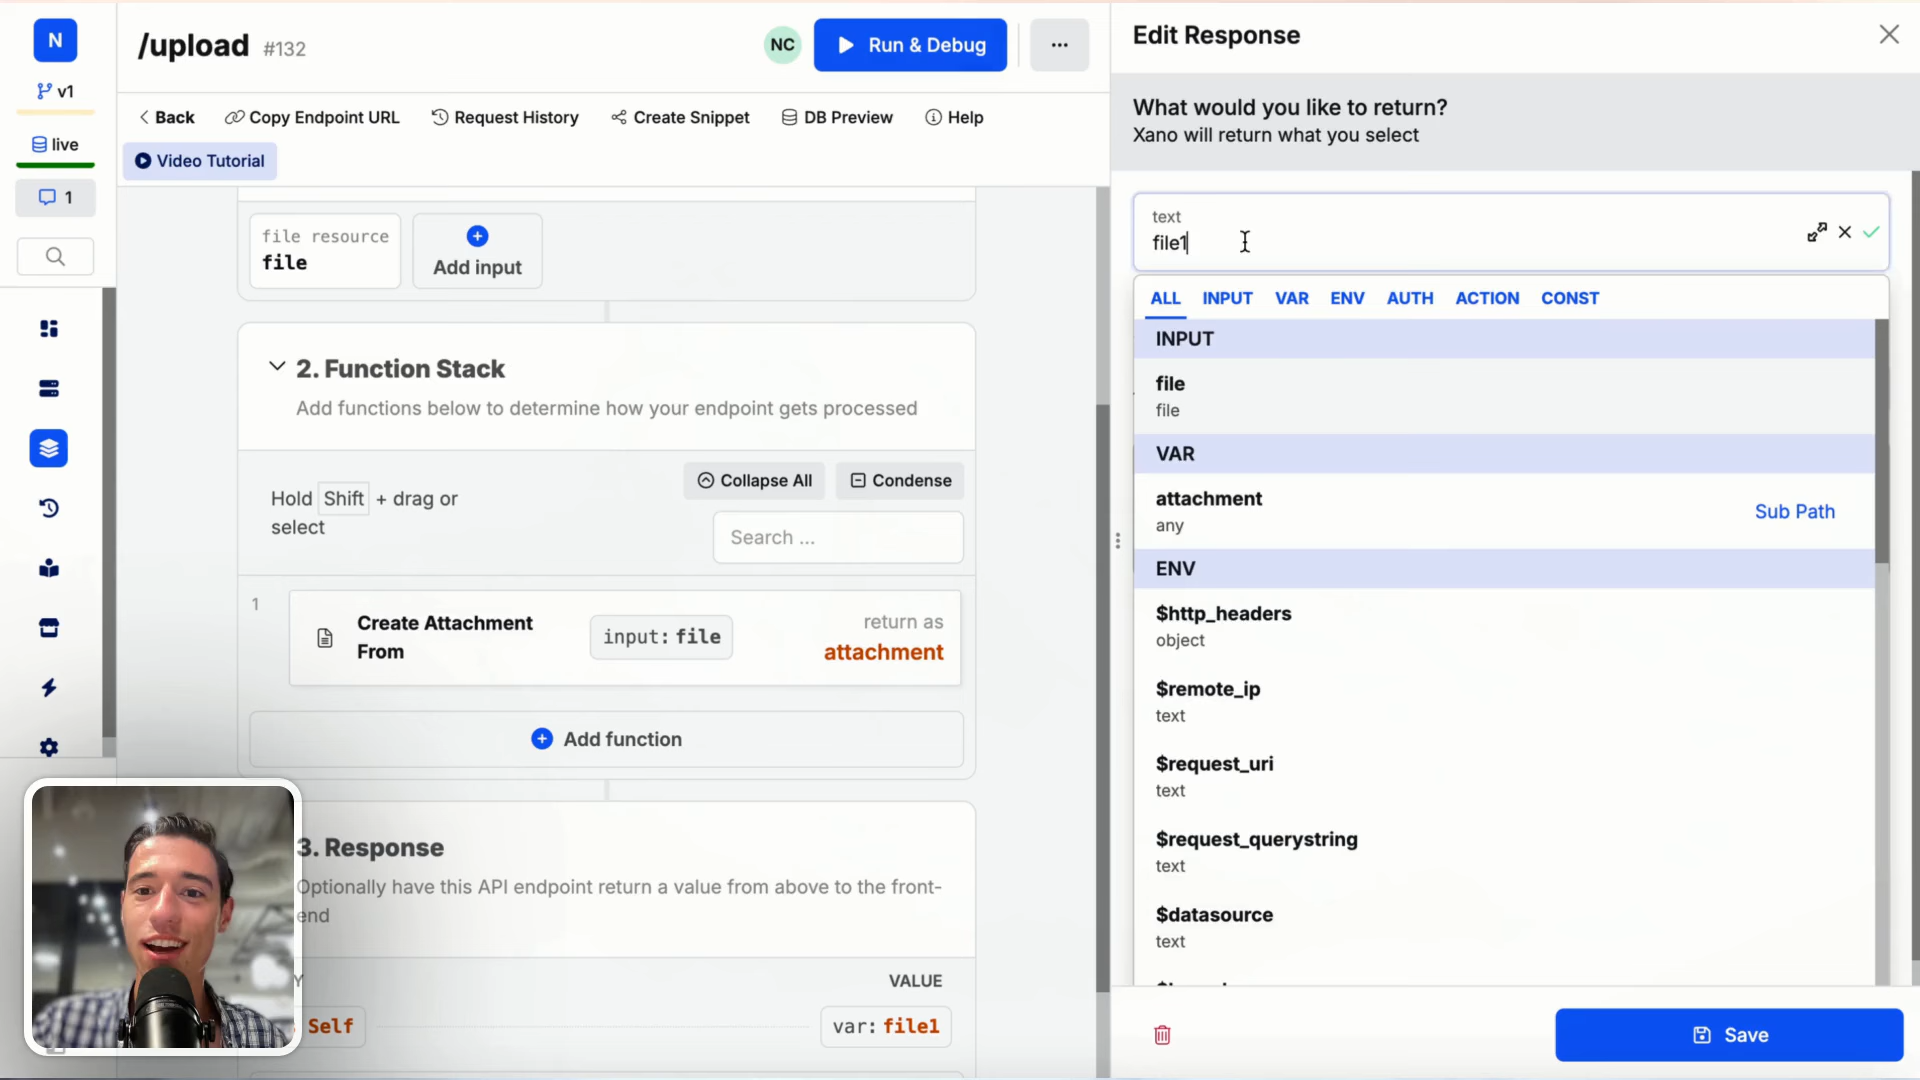 N
v1
live
1
/upload #132
NC
Run & Debug
...
Back
Copy Endpoint URL
Request History
Create Snippet
DB Preview
Help
Video Tutorial
file resource
file
Add input
2. Function Stack
Add functions below to determine how your endpoint gets processed
Hold Shift + drag or
select
Collapse All
Condense
Search ...
1
Create Attachment
From
input: file
return as
attachment
Add function
3. Response
Optionally have this API endpoint return a value from above to the front-
end
Y
VALUE
Self
var: file1
Edit Response
What would you like to return?
Xano will return what you select
text
file1
ALL
INPUT
VAR
ENV
AUTH
ACTION
CONST
INPUT
file
file
VAR
attachment
any
Sub Path
ENV
$http_headers
object
$remote_ip
text
$request_uri
text
$request_querystring
text
$datasource
text
Save